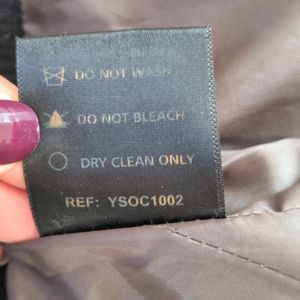 DO NOT WASH
DO NOT BLEACH
DRY CLEAN ONLY
REF: YSOC1002